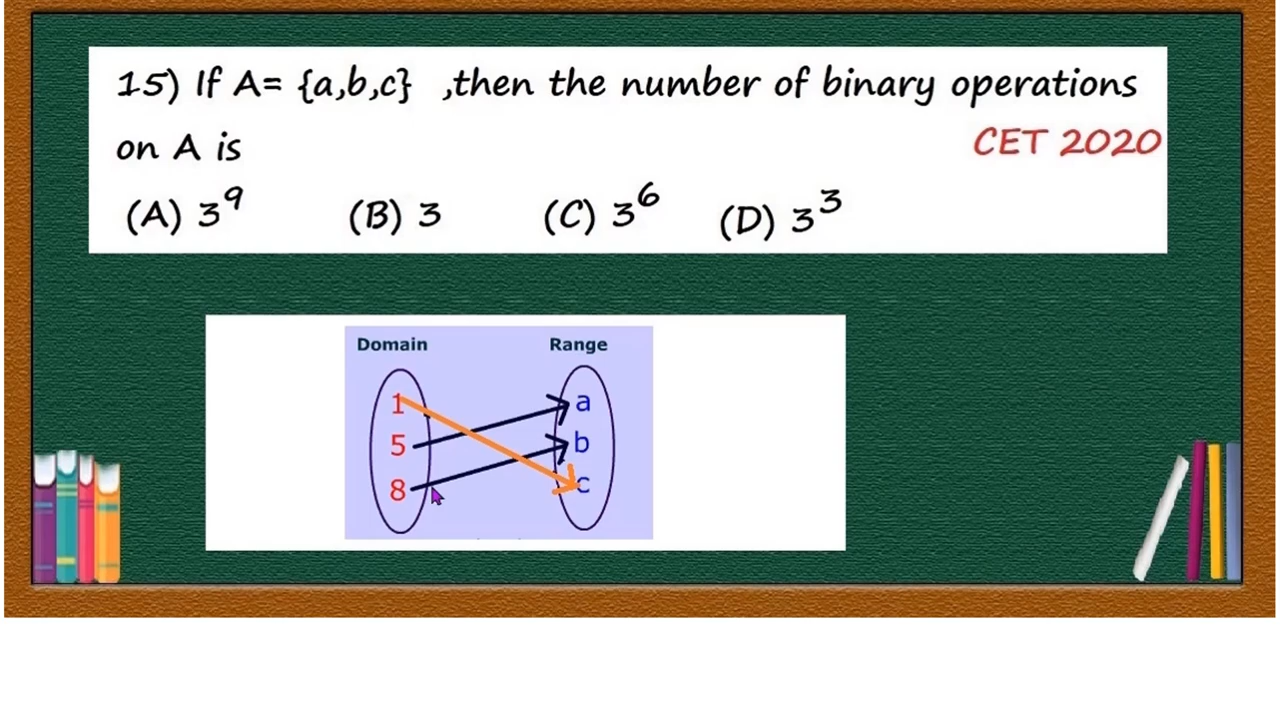 15) If A= {a,b,c} ,then the number of binary operations
on A is CET 2020
(A) 3⁹ (B) 3 (C) 3⁶ (D) 3³
Domain Range
1 a
5 b
8 c